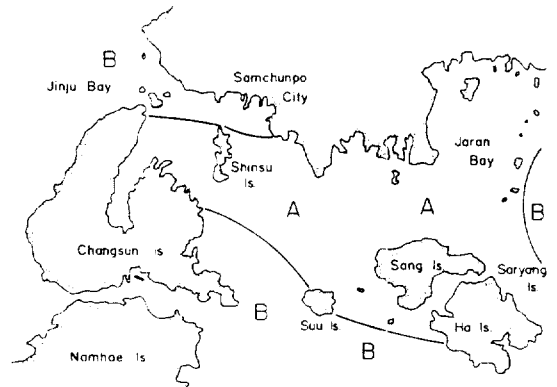 B
Jinju Bay
Samchunpo
City
Jaran
Bay
Shinsu
Is.
A
A
B
Changsun Is
Sang Is.
Saryang
Is.
B
Suu Is.
Ha Is.
B
Namhae Is